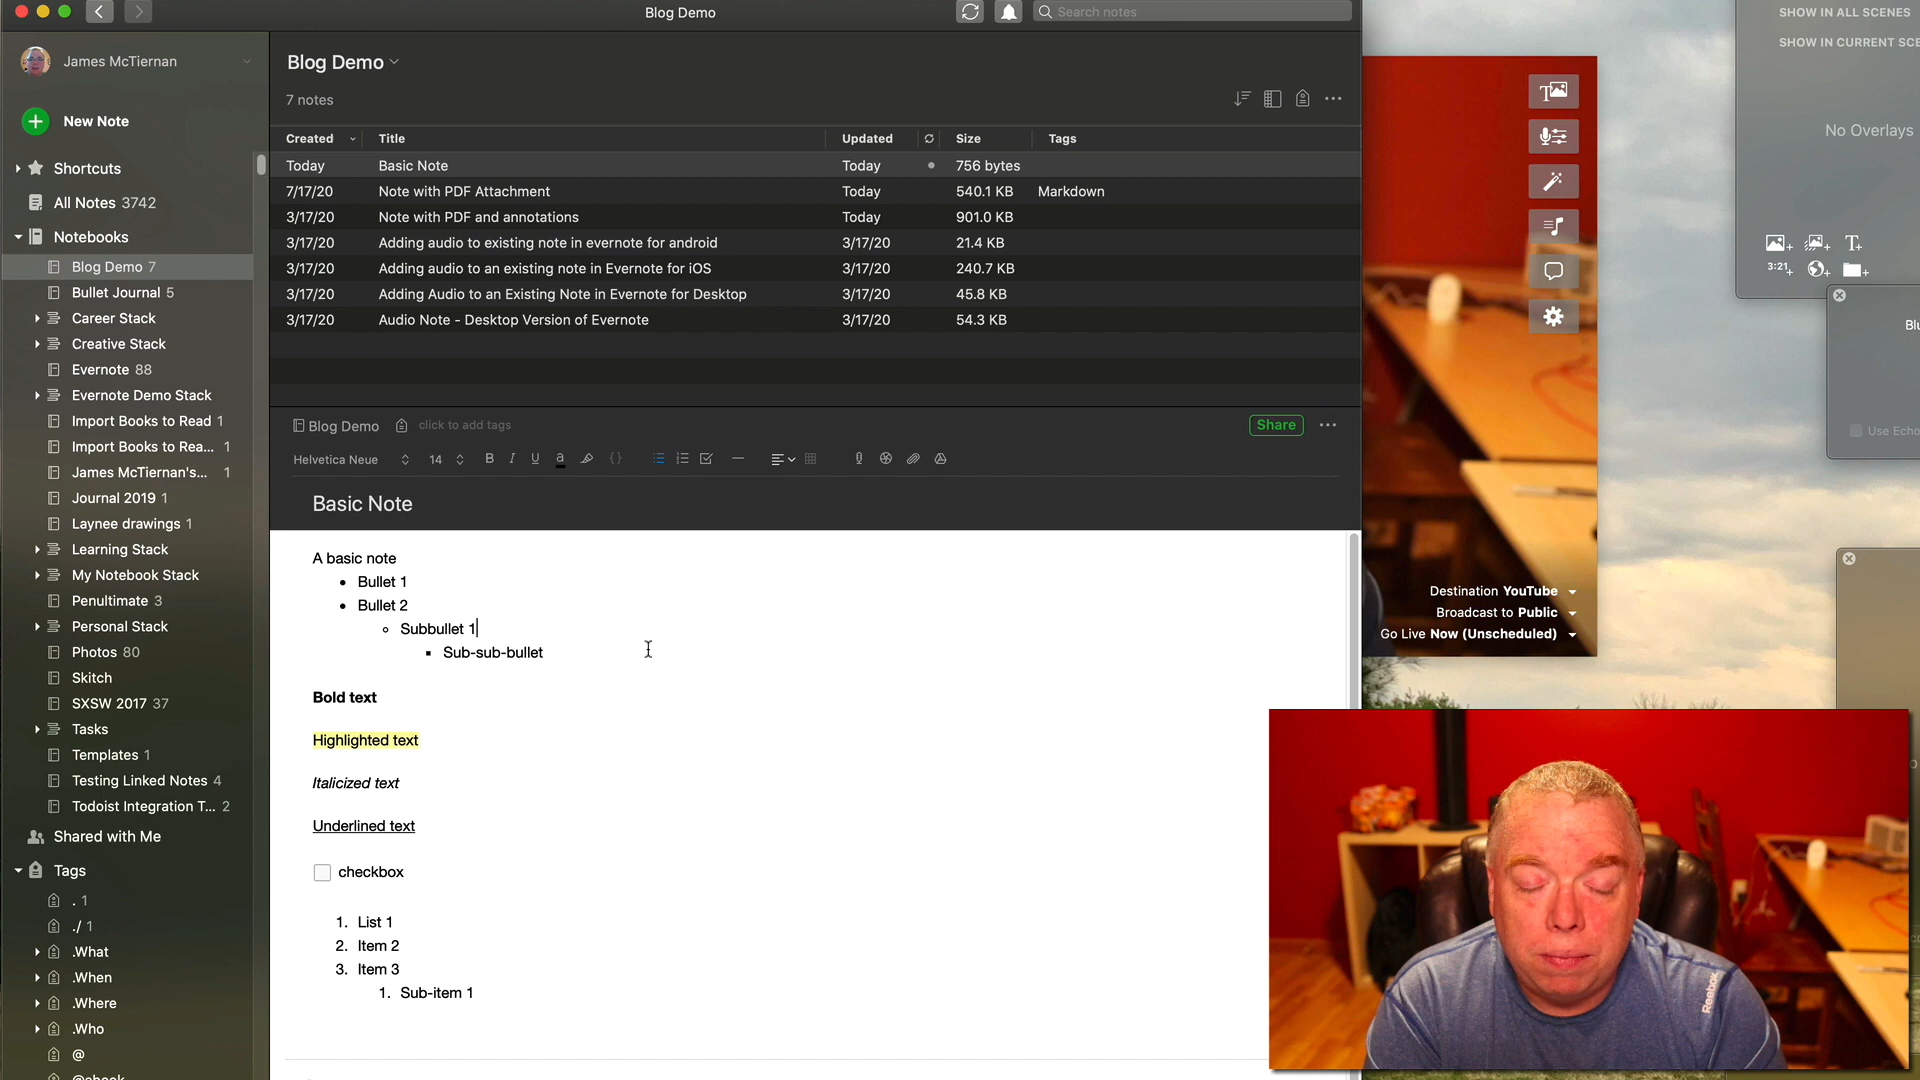 Blog Demo
Search notes
James McTiernan
New Note
Shortcuts
All Notes 3742
Notebooks
Blog Demo 7
Bullet Journal 5
Career Stack
Creative Stack
Evernote 88
Evernote Demo Stack
Import Books to Read 1
Import Books to Rea... 1
James McTiernan's... 1
Journal 2019 1
Laynee drawings 1
Learning Stack
My Notebook Stack
Penultimate 3
Personal Stack
Photos 80
Skitch
SXSW 2017 37
Tasks
Templates 1
Testing Linked Notes 4
Todoist Integration T... 2
Shared with Me
Tags
. 1
./ 1
.What
.When
.Where
.Who
@
Blog Demo
7 notes
Created Title Updated Size Tags
Today Basic Note Today 756 bytes
7/17/20 Note with PDF Attachment Today 540.1 KB Markdown
3/17/20 Note with PDF and annotations Today 901.0 KB
3/17/20 Adding audio to existing note in evernote for android 3/17/20 21.4 KB
3/17/20 Adding audio to an existing note in Evernote for iOS 3/17/20 240.7 KB
3/17/20 Adding Audio to an Existing Note in Evernote for Desktop 3/17/20 45.8 KB
3/17/20 Audio Note - Desktop Version of Evernote 3/17/20 54.3 KB
Blog Demo click to add tags Share
Helvetica Neue 14 B I U a {}
Basic Note
A basic note
• Bullet 1
• Bullet 2
◦ Subbullet 1
▪ Sub-sub-bullet
Bold text
Highlighted text
Italicized text
Underlined text
checkbox
1. List 1
2. Item 2
3. Item 3
1. Sub-item 1
SHOW IN ALL SCENES
SHOW IN CURRENT SCE
No Overlays
3:21
Blu
Use Echo
Destination YouTube
Broadcast to Public
Go Live Now (Unscheduled)
Reebok